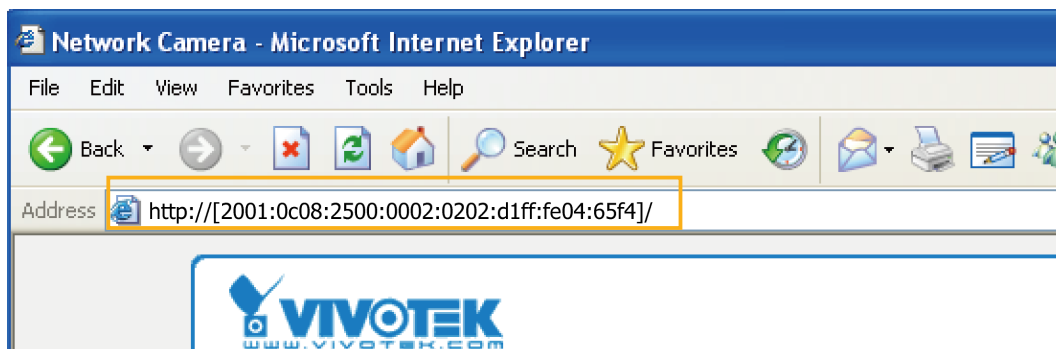 Network Camera - Microsoft Internet Explorer
File Edit View Favorites Tools Help
Back Search Favorites
Address http://[2001:0c08:2500:0002:0202:d1ff:fe04:65f4]/
VIVOTEK
www.vivotek.com